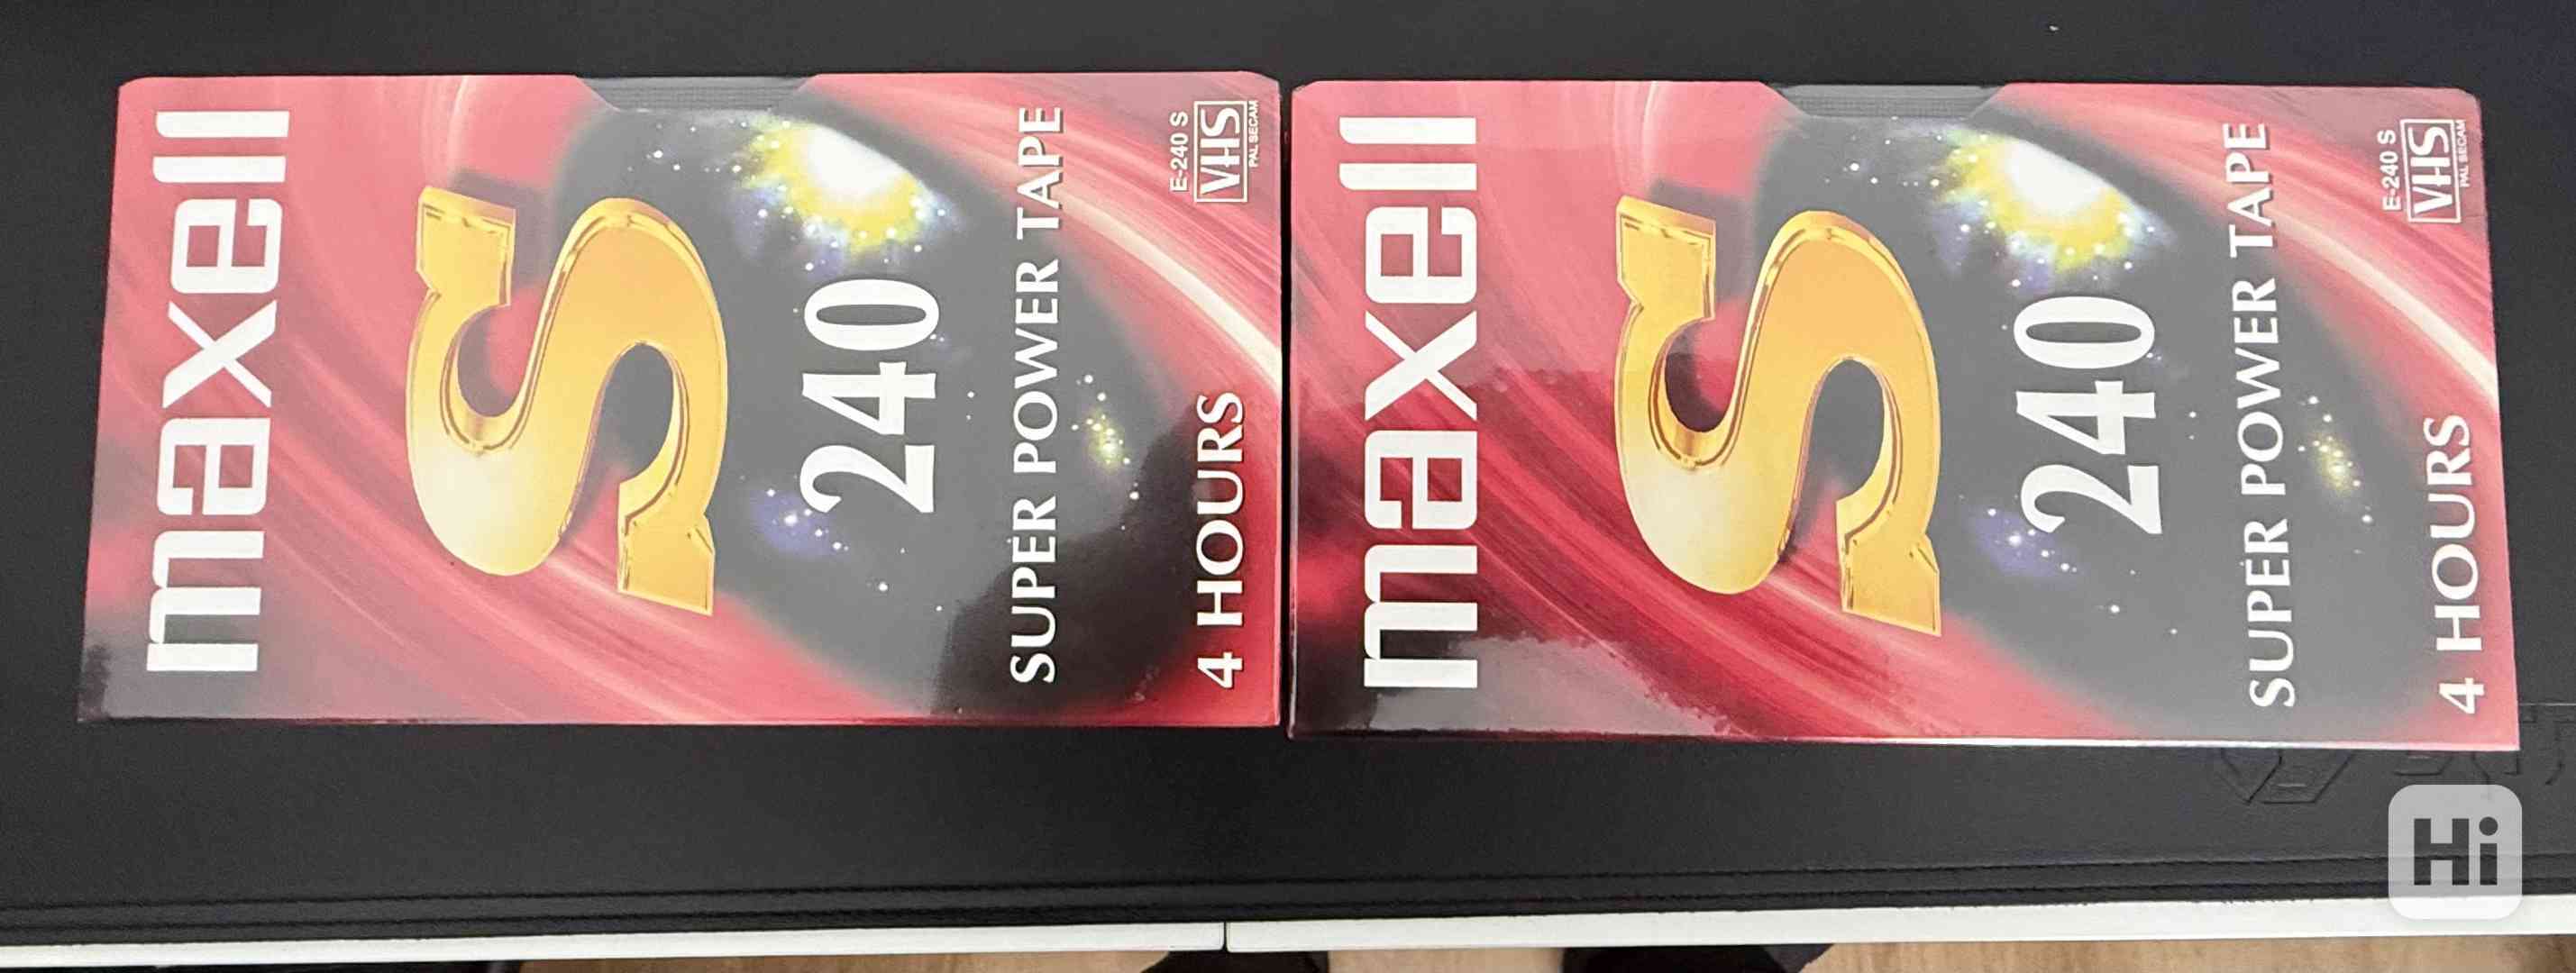 maxell
S
240
SUPER POWER TAPE
4 HOURS
E-240 S
VHS
PAL SECAM
maxell
S
240
SUPER POWER TAPE
4 HOURS
E-240 S
VHS
PAL SECAM
Hi